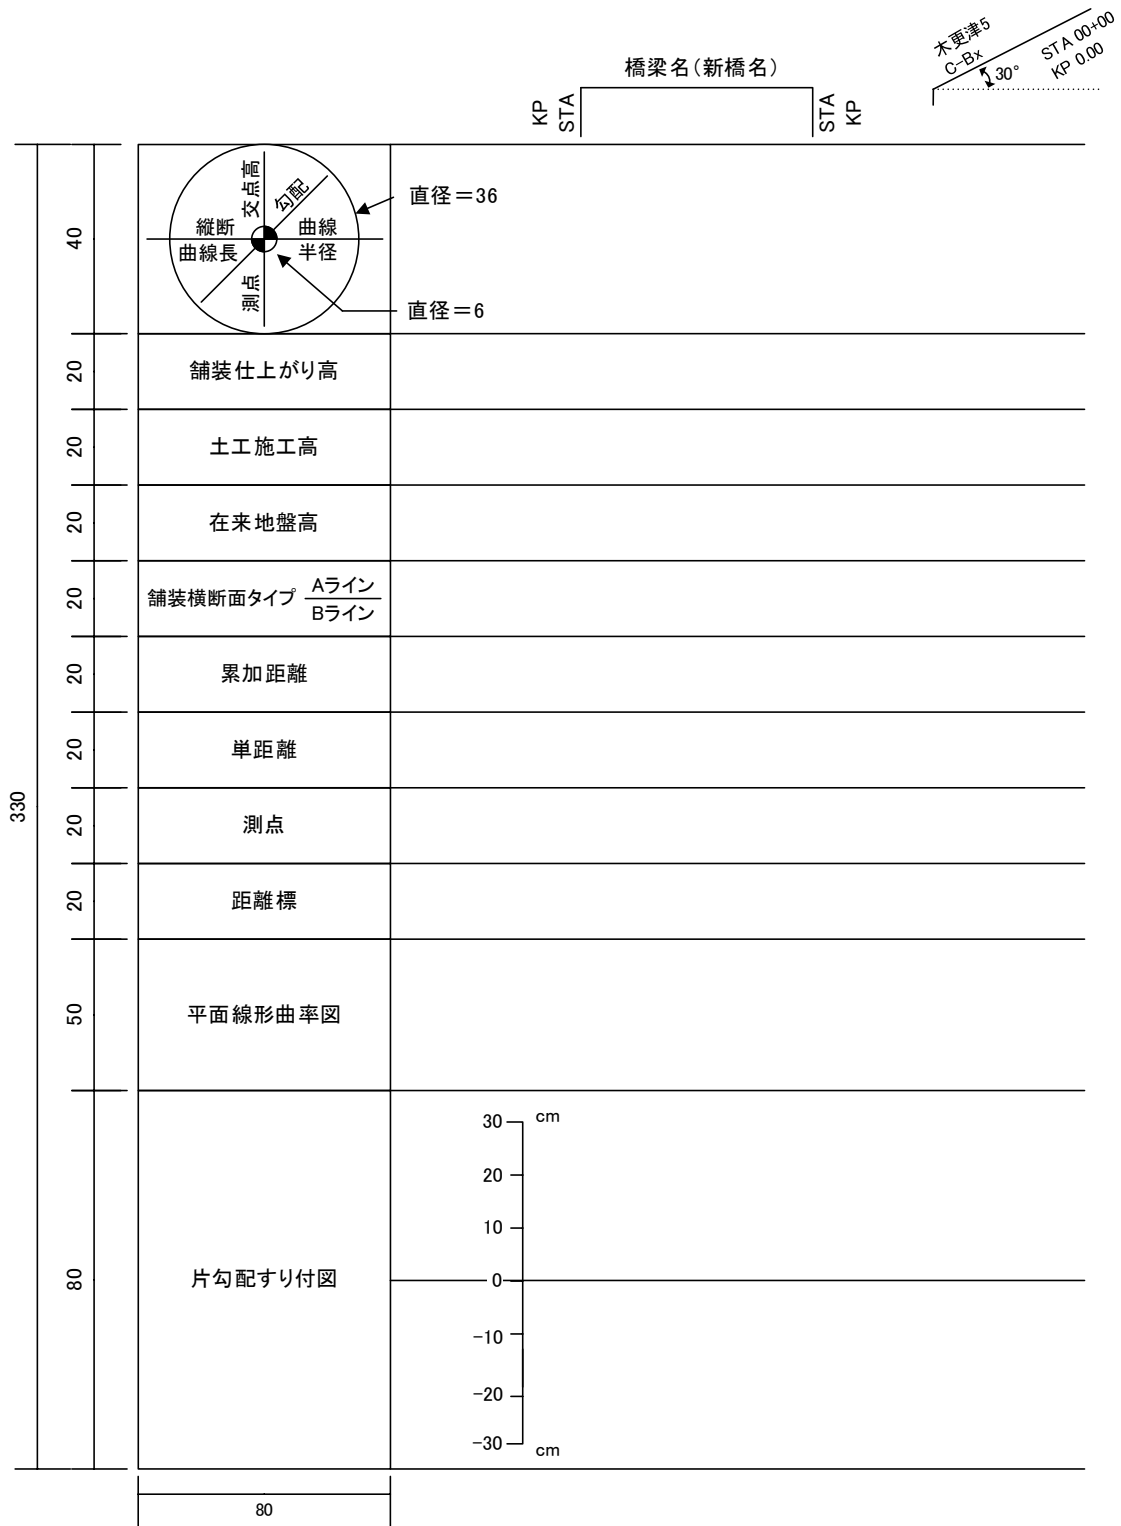 木更津5
C-Bx
STA 00+00
KP 0.00
30°
橋梁名(新橋名)
KP
STA
STA
KP
交点高
勾配
縦断
曲線長
曲線
半径
測点
直径=36
直径=6
40
舗装仕上がり高
20
土工施工高
20
在来地盤高
20
舗装横断面タイプ Aライン
Bライン
20
累加距離
20
単距離
20
測点
20
距離標
20
330
平面線形曲率図
50
片勾配すり付図
80
30 cm
20
10
0
-10
-20
-30 cm
80